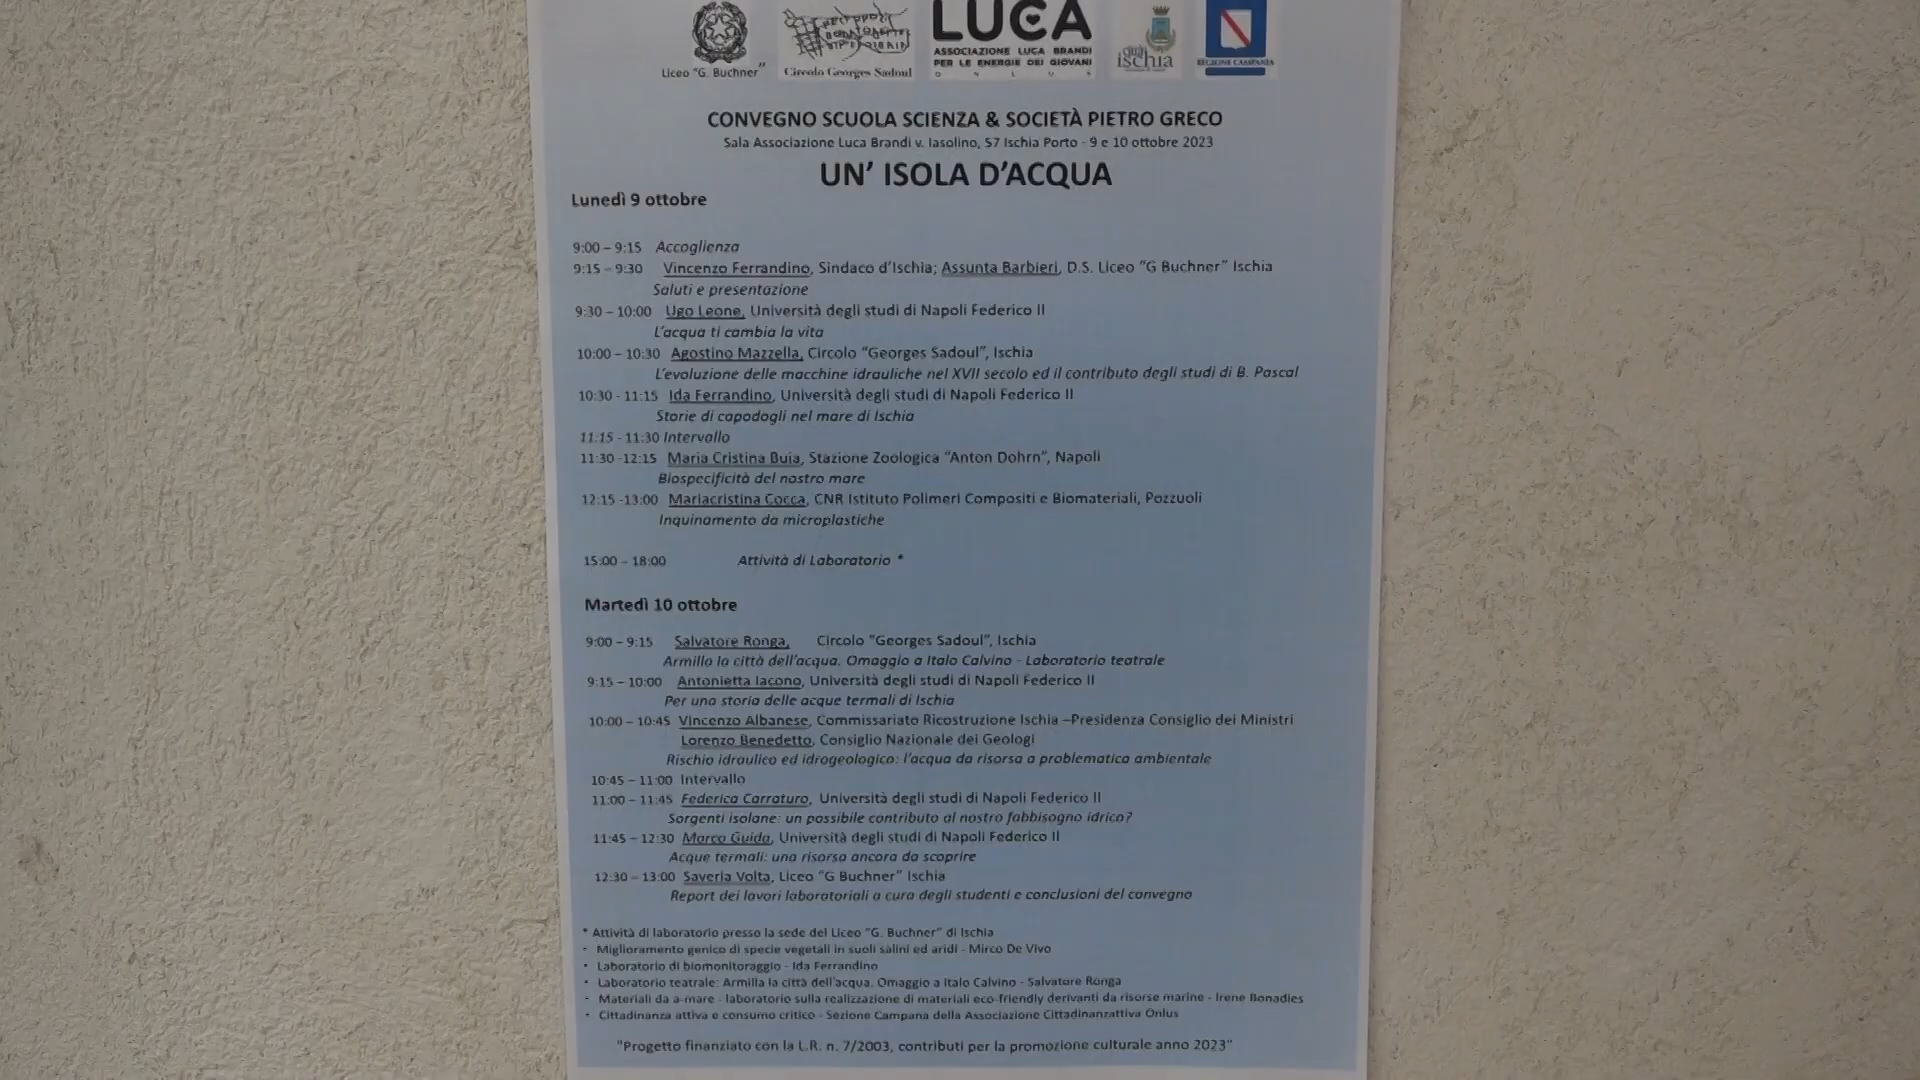 Liceo "G. Buchner"
Circolo Georges Sadoul
LUCA
ASSOCIAZIONE LUCA BRANDI
PER LE ENERGIE DEI GIOVANI
ONLUS
città
ischia
REGIONE CAMPANIA
CONVEGNO SCUOLA SCIENZA & SOCIETÀ PIETRO GRECO
Sala Associazione Luca Brandi v. Iasolino, 57 Ischia Porto - 9 e 10 ottobre 2023
UN' ISOLA D'ACQUA
Lunedì 9 ottobre
9:00 – 9:15 Accoglienza
9:15 – 9:30 Vincenzo Ferrandino, Sindaco d'Ischia; Assunta Barbieri, D.S. Liceo "G Buchner" Ischia
Saluti e presentazione
9:30 – 10:00 Ugo Leone, Università degli studi di Napoli Federico II
L'acqua ti cambia la vita
10:00 – 10:30 Agostino Mazzella, Circolo "Georges Sadoul", Ischia
L'evoluzione delle macchine idrauliche nel XVII secolo ed il contributo degli studi di B. Pascal
10:30 - 11:15 Ida Ferrandino, Università degli studi di Napoli Federico II
Storie di capodogli nel mare di Ischia
11:15 - 11:30 Intervallo
11:30 -12:15 Maria Cristina Buia, Stazione Zoologica "Anton Dohrn", Napoli
Biospecificità del nostro mare
12:15 -13:00 Mariacristina Cocca, CNR Istituto Polimeri Compositi e Biomateriali, Pozzuoli
Inquinamento da microplastiche
15:00 – 18:00 Attività di Laboratorio *
Martedì 10 ottobre
9:00 – 9:15 Salvatore Ronga, Circolo "Georges Sadoul", Ischia
Armilla la città dell'acqua. Omaggio a Italo Calvino - Laboratorio teatrale
9:15 – 10:00 Antonietta Iacono, Università degli studi di Napoli Federico II
Per una storia delle acque termali di Ischia
10:00 – 10:45 Vincenzo Albanese, Commissariato Ricostruzione Ischia –Presidenza Consiglio dei Ministri
Lorenzo Benedetto, Consiglio Nazionale dei Geologi
Rischio idraulico ed idrogeologico: l'acqua da risorsa a problematica ambientale
10:45 – 11:00 Intervallo
11:00 – 11:45 Federica Carraturo, Università degli studi di Napoli Federico II
Sorgenti isolane: un possibile contributo al nostro fabbisogno idrico?
11:45 – 12:30 Marco Guida, Università degli studi di Napoli Federico II
Acque termali: una risorsa ancora da scoprire
12:30 – 13:00 Saveria Volta, Liceo "G Buchner" Ischia
Report dei lavori laboratoriali a cura degli studenti e conclusioni del convegno
* Attività di laboratorio presso la sede del Liceo "G. Buchner" di Ischia
- Miglioramento genico di specie vegetali in suoli salini ed aridi - Mirco De Vivo
- Laboratorio di biomonitoraggio - Ida Ferrandino
- Laboratorio teatrale: Armilla la città dell'acqua. Omaggio a Italo Calvino - Salvatore Ronga
- Materiali da a-mare - laboratorio sulla realizzazione di materiali eco-friendly derivanti da risorse marine - Irene Bonadies
- Cittadinanza attiva e consumo critico - Sezione Campana della Associazione Cittadinanzattiva Onlus
"Progetto finanziato con la L.R. n. 7/2003, contributi per la promozione culturale anno 2023"